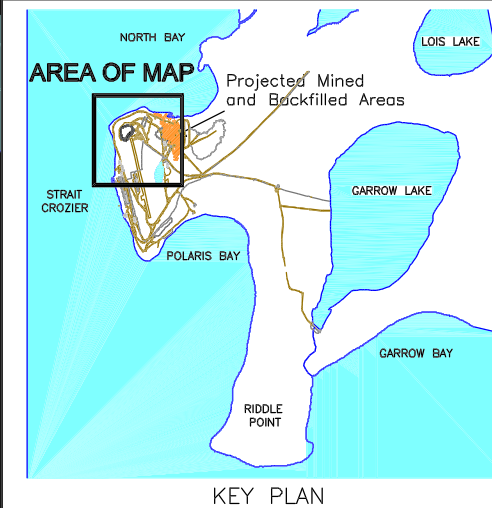 NORTH BAY
LOIS LAKE
AREA OF MAP
Projected Mined
and Backfilled Areas
STRAIT
CROZIER
GARROW LAKE
POLARIS BAY
GARROW BAY
RIDDLE
POINT
KEY PLAN